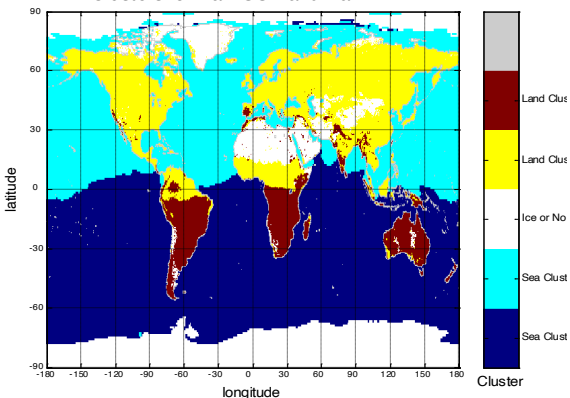 90
60
30
0
-30
-60
-90
latitude
-180 -150 -120 -90 -60 -30 0 30 60 90 120 150 180
longitude
Land Clus
Land Clus
Ice or No
Sea Clust
Sea Clust
Cluster